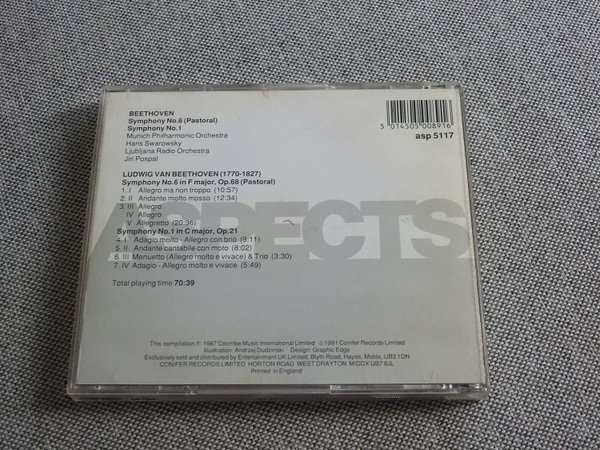 BEETHOVEN
Symphony No.6 (Pastoral)
Symphony No.1
Munich Philharmonic Orchestra
Hans Swarowsky
Ljubljana Radio Orchestra
Jiri Pospal
5 014505 008916
asp 5117
ASPECTS
LUDWIG VAN BEETHOVEN (1770-1827)
Symphony No.6 in F major, Op.68 (Pastoral)
1. I Allegro ma non troppo (10:57)
2. II Andante molto mosso (12:34)
3. III Allegro
IV Allegro
V Allegretto (20:36)
Symphony No.1 in C major, Op.21
4. I Adagio molto - Allegro con brio (9:11)
5. II Andante cantabile con moto (8:02)
6. III Menuetto (Allegro molto e vivace) & Trio (3:30)
7. IV Adagio - Allegro molto e vivace (5:49)
Total playing time 70:39
This compilation ℗ 1987 Coombe Music International Limited © 1991 Conifer Records Limited
Illustration: Andrzej Dudzinski Design: Graphic Edge
Exclusively sold and distributed by Entertainment UK Limited, Blyth Road, Hayes, Middx. UB3 1DN
CONIFER RECORDS LIMITED HORTON ROAD WEST DRAYTON MIDDX UB7 8JL
Printed in England